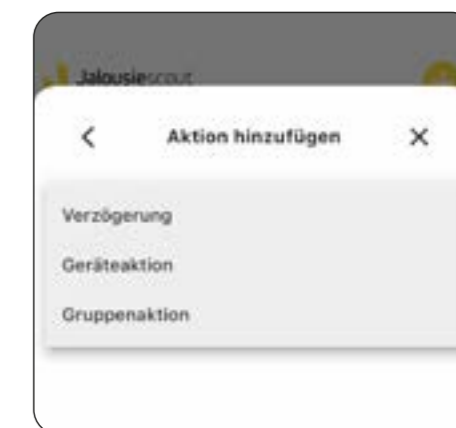 Jalousiescout
Aktion hinzufügen
Verzögerung
Geräteaktion
Gruppenaktion